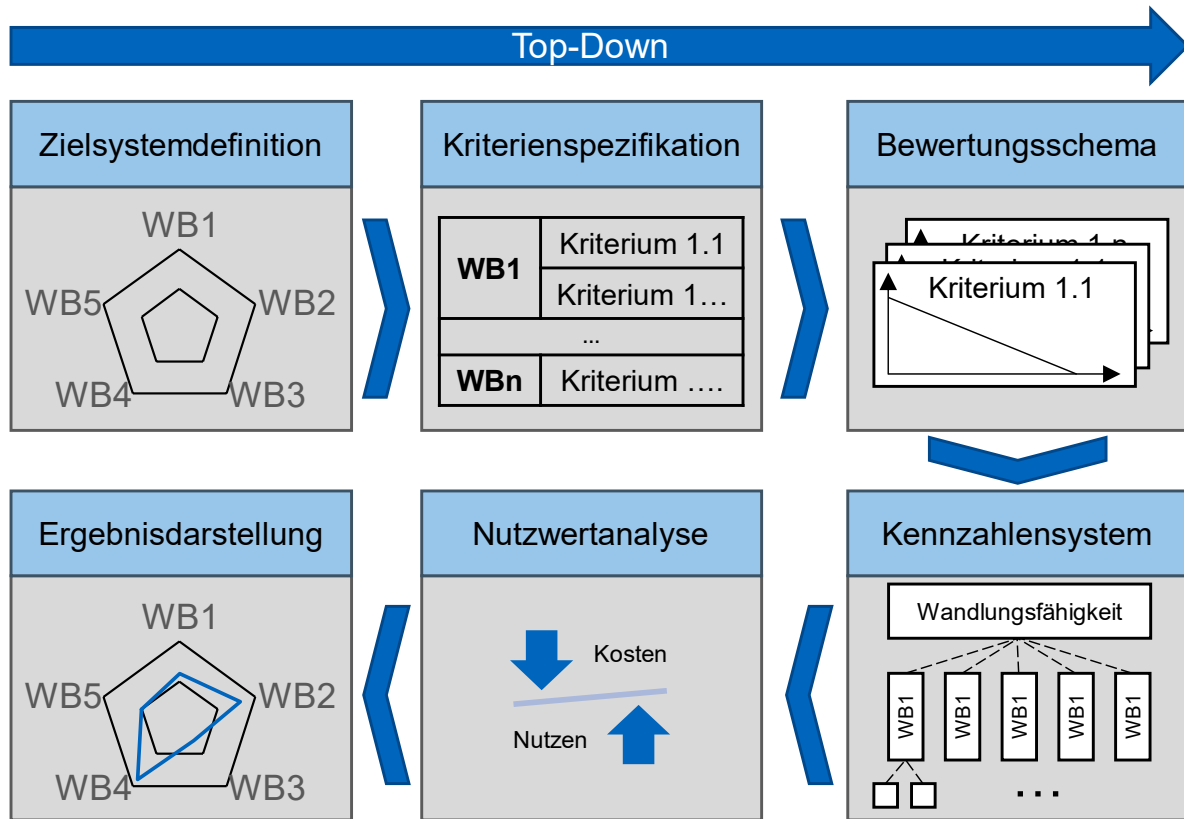 Top-Down
Zielsystemdefinition
WB1
WB5
WB2
WB4
WB3
Kriterienspezifikation
WB1
Kriterium 1.1
Kriterium 1…
...
WBn
Kriterium ….
Bewertungsschema
Kriterium 1.1
Ergebnisdarstellung
WB1
WB5
WB2
WB4
WB3
Nutzwertanalyse
Kosten
Nutzen
Kennzahlensystem
Wandlungsfähigkeit
WB1
WB1
WB1
WB1
WB1
...